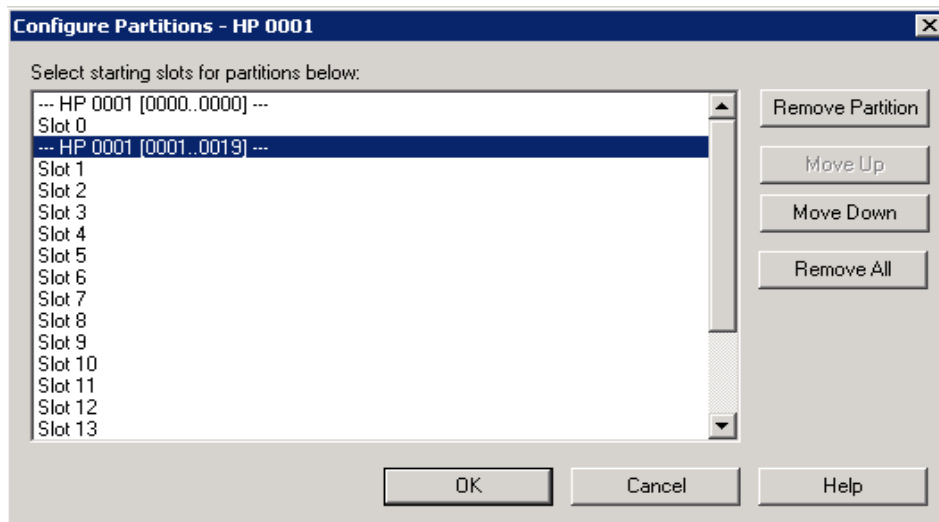 Configure Partitions - HP 0001
Select starting slots for partitions below:
--- HP 0001 [0000..0000] ---
Slot 0
--- HP 0001 [0001..0019] ---
Slot 1
Slot 2
Slot 3
Slot 4
Slot 5
Slot 6
Slot 7
Slot 8
Slot 9
Slot 10
Slot 11
Slot 12
Slot 13
Remove Partition
Move Up
Move Down
Remove All
OK
Cancel
Help